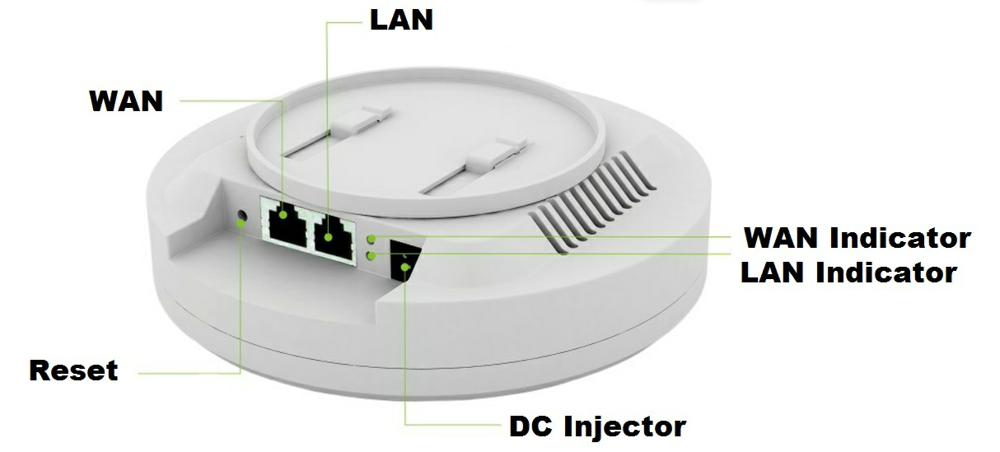 LAN
WAN
WAN Indicator
LAN Indicator
Reset
DC Injector